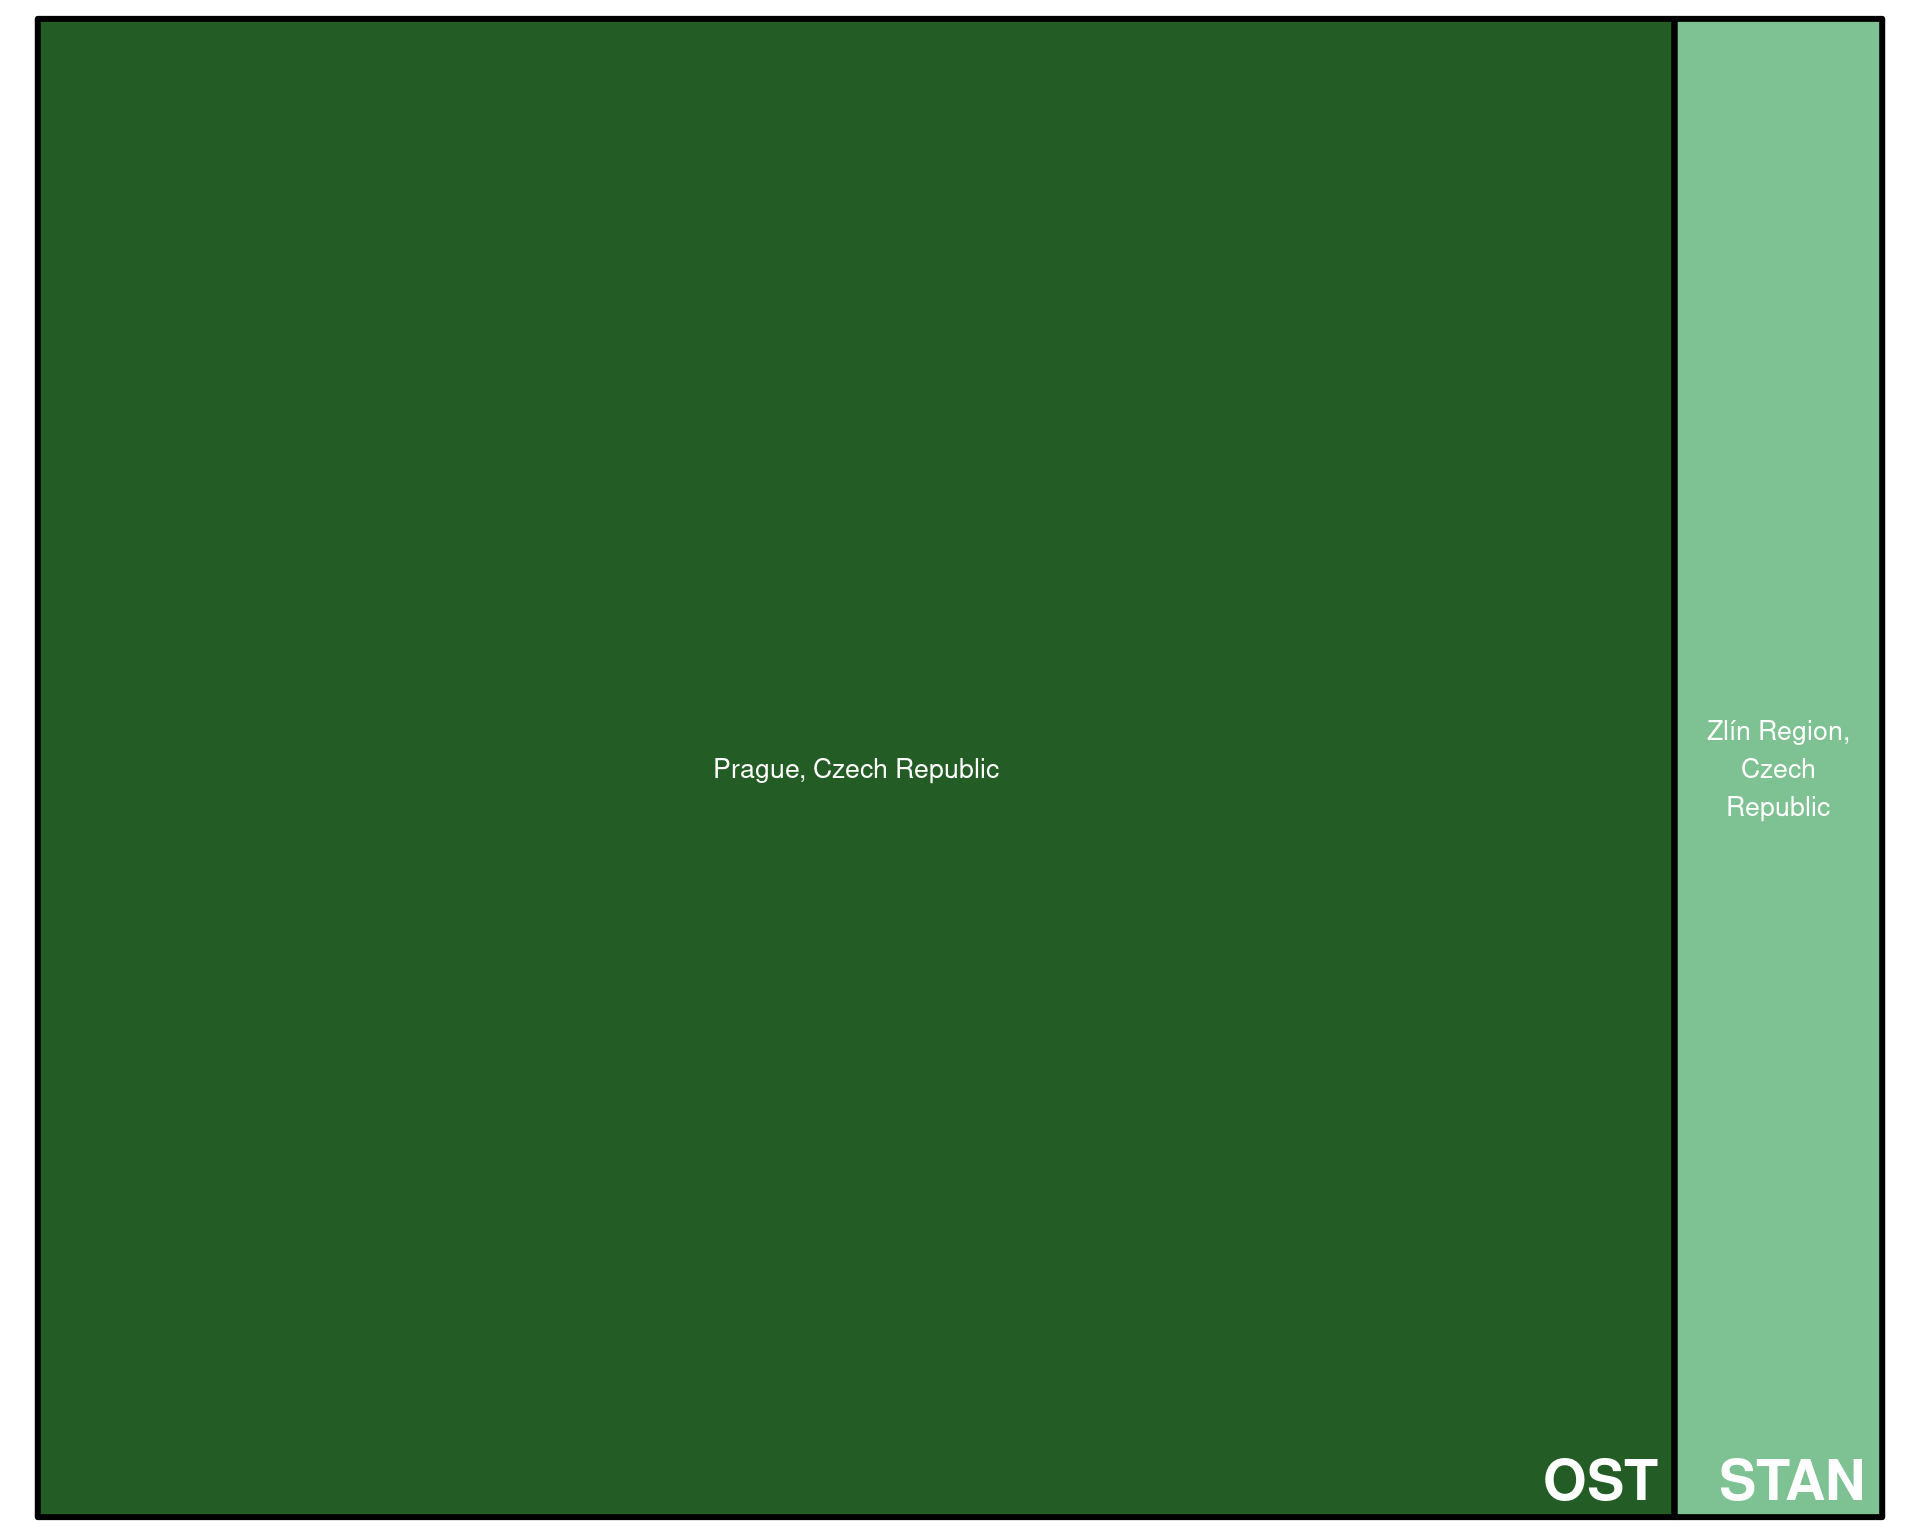 Prague, Czech Republic
Zlín Region,
Czech
Republic
OST
STAN